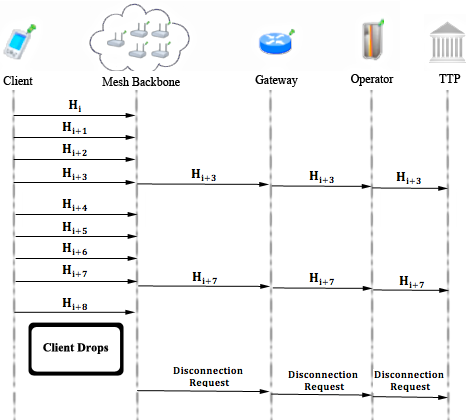 Client
Mesh Backbone
Gateway
Operator
TTP
Hᵢ
Hᵢ₊₁
Hᵢ₊₂
Hᵢ₊₃
Hᵢ₊₃
Hᵢ₊₃
Hᵢ₊₃
Hᵢ₊₄
Hᵢ₊₅
Hᵢ₊₆
Hᵢ₊₇
Hᵢ₊₇
Hᵢ₊₇
Hᵢ₊₇
Hᵢ₊₈
Client Drops
Disconnection
Request
Disconnection
Request
Disconnection
Request